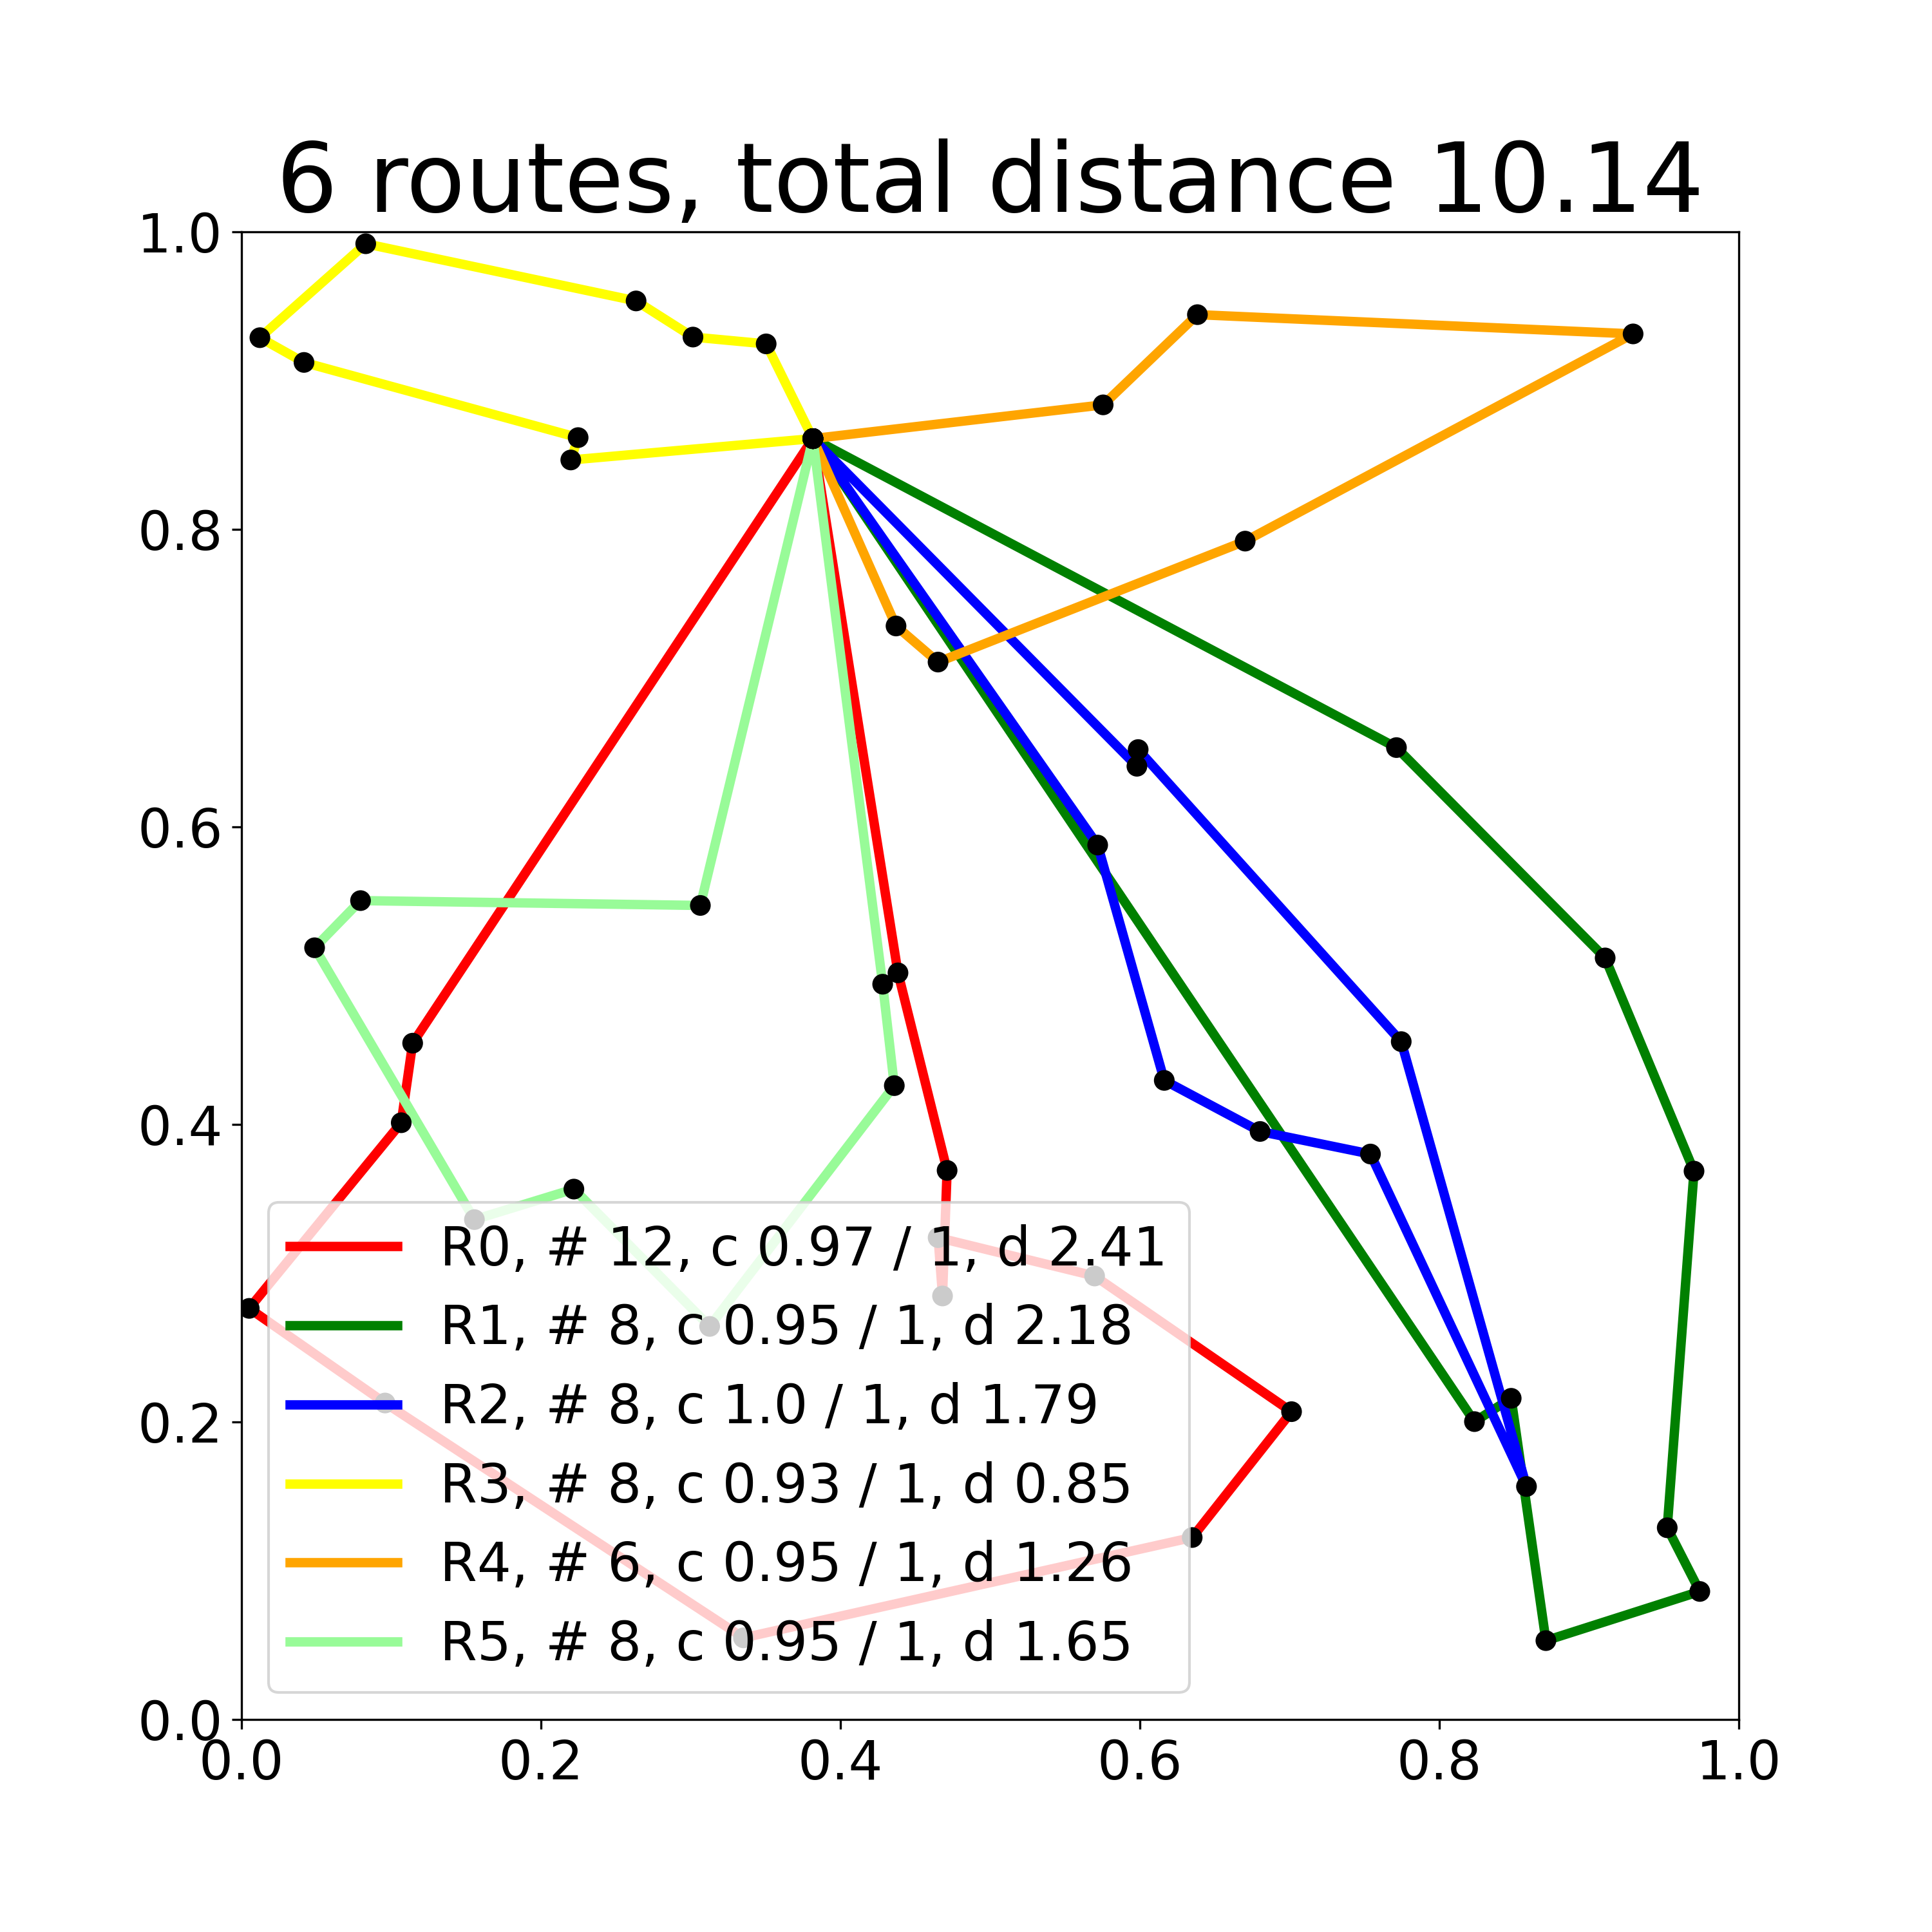 6 routes, total distance 10.14
1.0
0.8
0.6
0.4
0.2
0.0
R0, # 12, c 0.97 / 1, d 2.41
R1, # 8, c 0.95 / 1, d 2.18
R2, # 8, c 1.0 / 1, d 1.79
R3, # 8, c 0.93 / 1, d 0.85
R4, # 6, c 0.95 / 1, d 1.26
R5, # 8, c 0.95 / 1, d 1.65
0.0 0.2 0.4 0.6 0.8 1.0